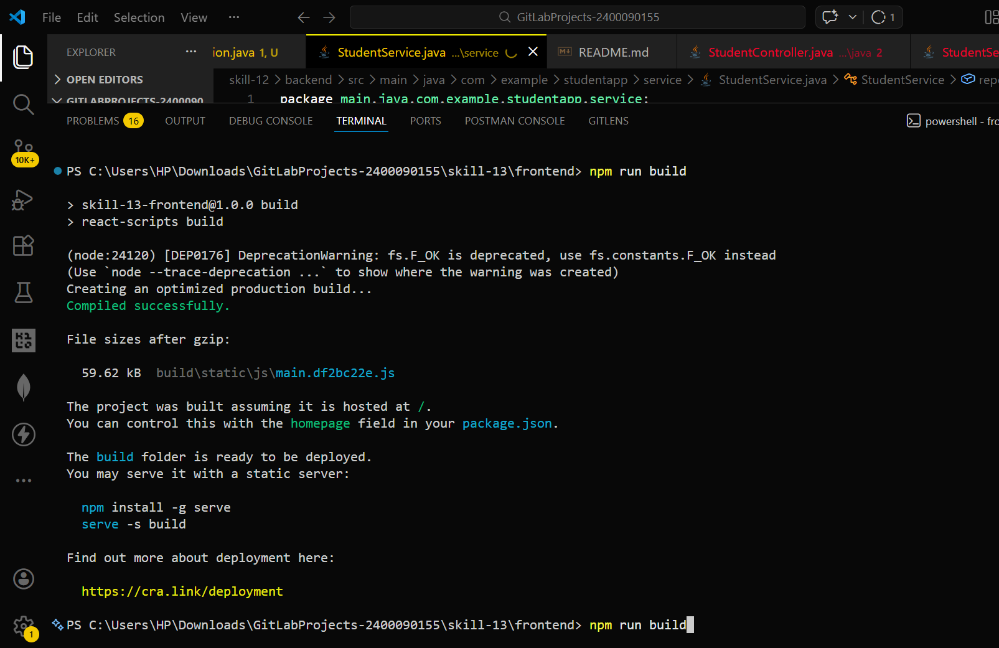 File Edit Selection View ··· GitLabProjects-2400090155 1
EXPLORER ··· ion.java 1, U StudentService.java ...\service README.md StudentController.java ...\java 2 StudentSe
OPEN EDITORS skill-12 > backend > src > main > java > com > example > studentapp > service > StudentService.java > StudentService > repo
GITLABPROJECTS-2400090 1 package main.java.com.example.studentapp.service;
PROBLEMS 16 OUTPUT DEBUG CONSOLE TERMINAL PORTS POSTMAN CONSOLE GITLENS powershell - fro
10K+
PS C:\Users\HP\Downloads\GitLabProjects-2400090155\skill-13\frontend> npm run build
> skill-13-frontend@1.0.0 build
> react-scripts build
(node:24120) [DEP0176] DeprecationWarning: fs.F_OK is deprecated, use fs.constants.F_OK instead
(Use `node --trace-deprecation ...` to show where the warning was created)
Creating an optimized production build...
Compiled successfully.
File sizes after gzip:
59.62 kB build\static\js\main.df2bc22e.js
The project was built assuming it is hosted at /.
You can control this with the homepage field in your package.json.
The build folder is ready to be deployed.
You may serve it with a static server:
npm install -g serve
serve -s build
Find out more about deployment here:
https://cra.link/deployment
PS C:\Users\HP\Downloads\GitLabProjects-2400090155\skill-13\frontend> npm run build
1